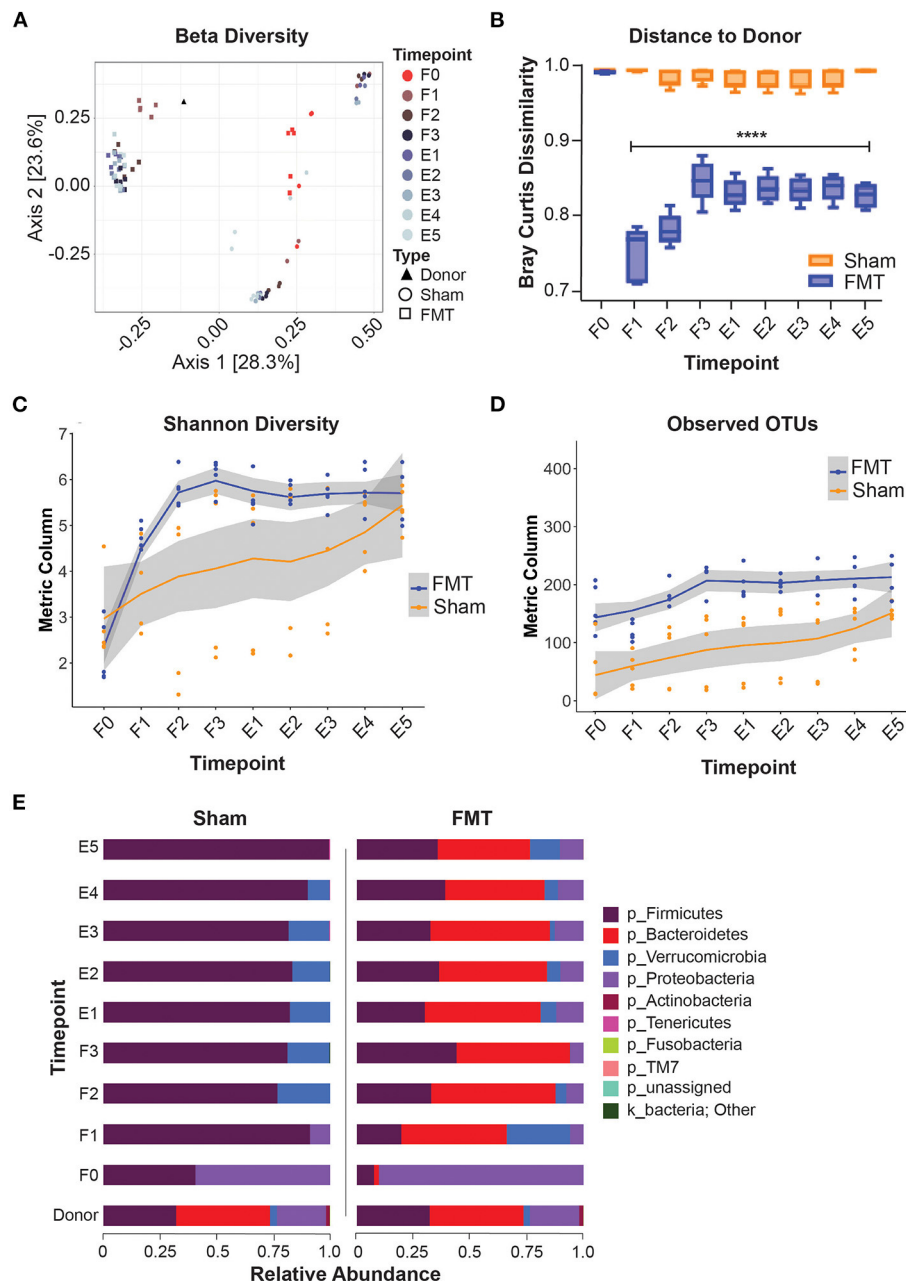 A
Beta Diversity
Axis 2 [23.6%]
0.25
0.00
-0.25
-0.25
0.00
0.25
0.50
Axis 1 [28.3%]
Timepoint
F0
F1
F2
F3
E1
E2
E3
E4
E5
Type
Donor
Sham
FMT
B
Distance to Donor
Bray Curtis Dissimilarity
1.0
0.9
0.8
0.7
****
Sham
FMT
F0
F1
F2
F3
E1
E2
E3
E4
E5
Timepoint
C
Shannon Diversity
Metric Column
7
6
5
4
3
2
FMT
Sham
F0
F1
F2
F3
E1
E2
E3
E4
E5
Timepoint
D
Observed OTUs
Metric Column
400
300
200
100
0
FMT
Sham
F0
F1
F2
F3
E1
E2
E3
E4
E5
Timepoint
E
Sham
FMT
Timepoint
E5
E4
E3
E2
E1
F3
F2
F1
F0
Donor
0
0.25
0.50
0.75
1.0
0
0.25
0.50
0.75
1.0
Relative Abundance
p_Firmicutes
p_Bacteroidetes
p_Verrucomicrobia
p_Proteobacteria
p_Actinobacteria
p_Tenericutes
p_Fusobacteria
p_TM7
p_unassigned
k_bacteria; Other